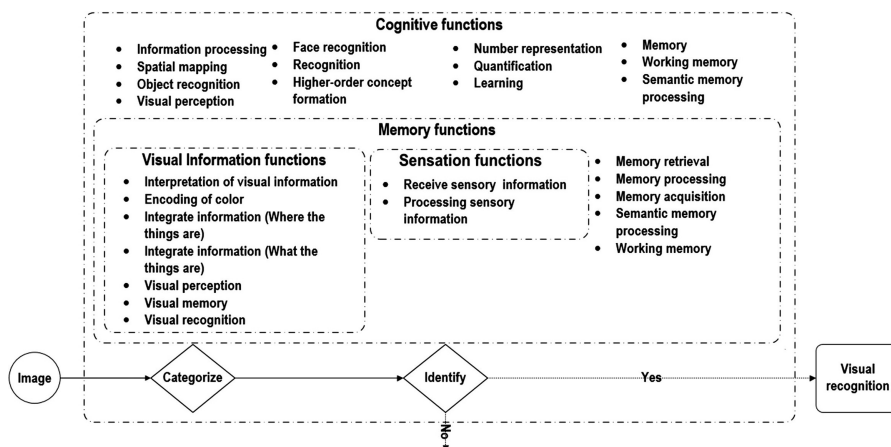 Cognitive functions
• Information processing
• Spatial mapping
• Object recognition
• Visual perception
• Face recognition
• Recognition
• Higher-order concept
formation
• Number representation
• Quantification
• Learning
• Memory
• Working memory
• Semantic memory
processing
Memory functions
Visual Information functions
• Interpretation of visual information
• Encoding of color
• Integrate information (Where the
things are)
• Integrate information (What the
things are)
• Visual perception
• Visual memory
• Visual recognition
Sensation functions
• Receive sensory information
• Processing sensory
information
• Memory retrieval
• Memory processing
• Memory acquisition
• Semantic memory
processing
• Working memory
Image
Categorize
Identify
Yes
Visual
recognition
No